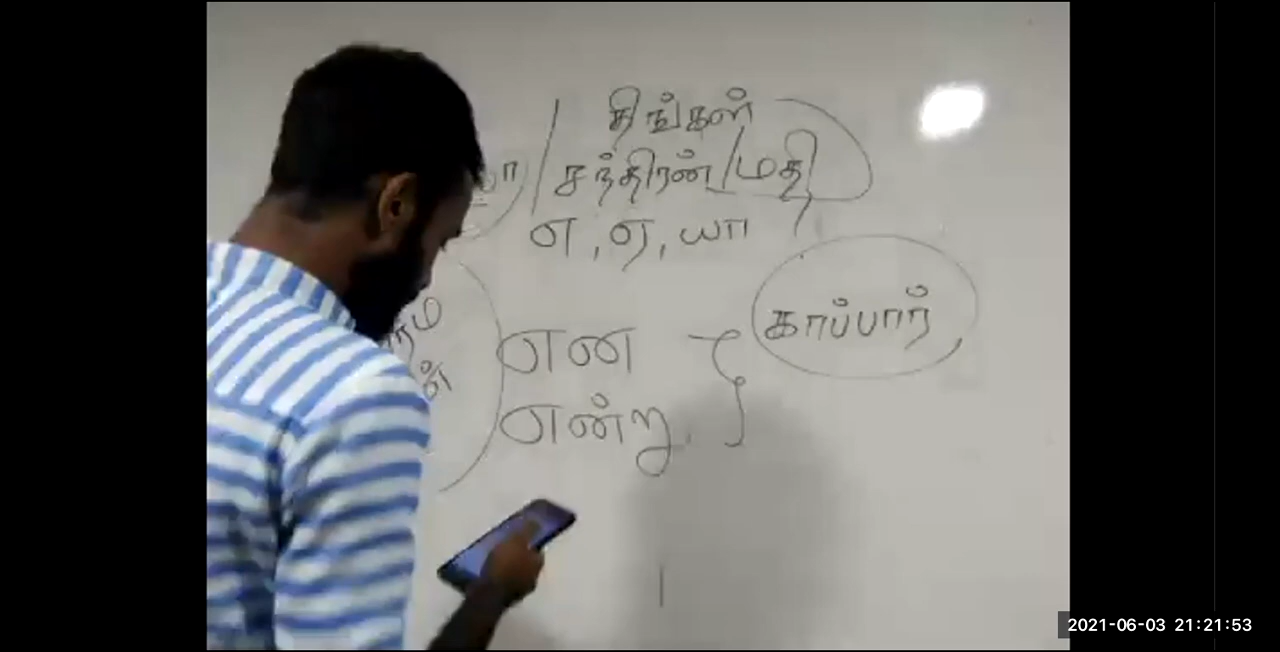 திங்கள்
/ சந்திரன் / மதி
எ , ஏ , யா
காப்பார்
என
என்று
2021-06-03 21:21:53